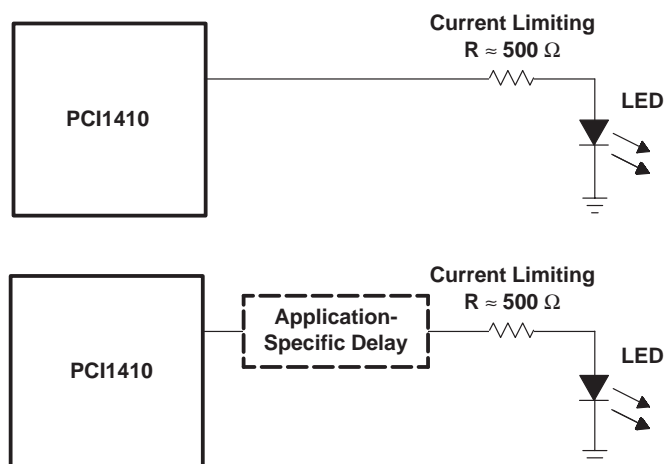 Current Limiting
R ≈ 500 Ω
LED
PCI1410
Current Limiting
R ≈ 500 Ω
Application-
Specific Delay
LED
PCI1410